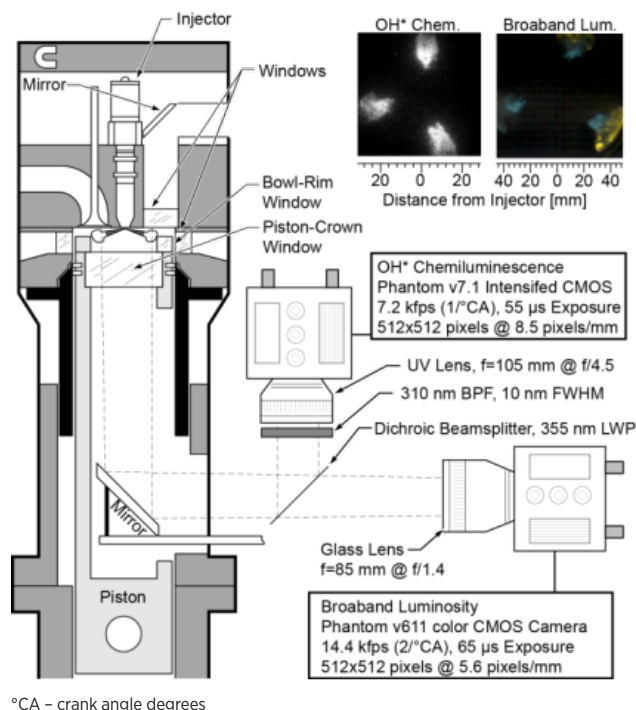 Injector
Mirror
Windows
Bowl-Rim
Window
Piston-Crown
Window
OH* Chem.
Broaband Lum.
20 0 20
40 20 0 20 40
Distance from Injector [mm]
OH* Chemiluminescence
Phantom v7.1 Intensifed CMOS
7.2 kfps (1/°CA), 55 µs Exposure
512x512 pixels @ 8.5 pixels/mm
UV Lens, f=105 mm @ f/4.5
310 nm BPF, 10 nm FWHM
Dichroic Beamsplitter, 355 nm LWP
Mirror
Glass Lens
f=85 mm @ f/1.4
Piston
Broaband Luminosity
Phantom v611 color CMOS Camera
14.4 kfps (2/°CA), 65 µs Exposure
512x512 pixels @ 5.6 pixels/mm
°CA – crank angle degrees